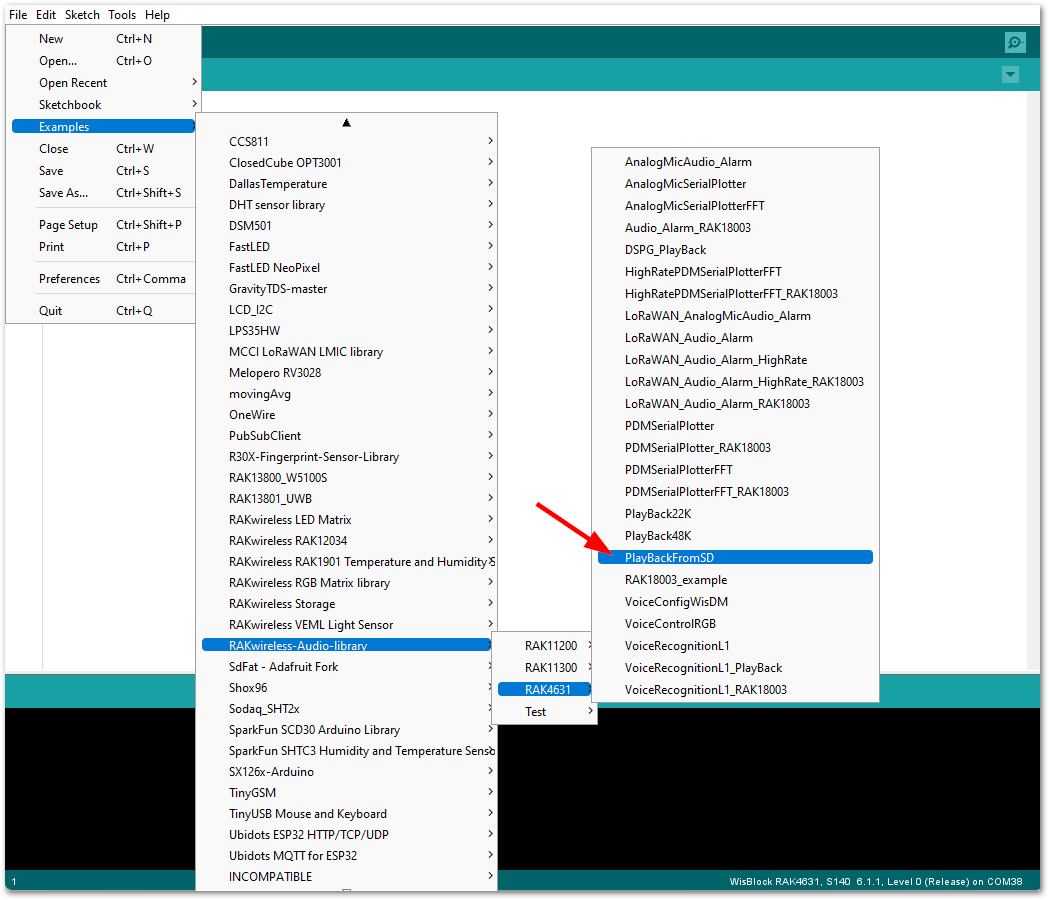 File Edit Sketch Tools Help
New Ctrl+N
Open... Ctrl+O
Open Recent
Sketchbook
Examples
Close Ctrl+W
Save Ctrl+S
Save As... Ctrl+Shift+S
Page Setup Ctrl+Shift+P
Print Ctrl+P
Preferences Ctrl+Comma
Quit Ctrl+Q
CCS811
ClosedCube OPT3001
DallasTemperature
DHT sensor library
DSM501
FastLED
FastLED NeoPixel
GravityTDS-master
LCD_I2C
LPS35HW
MCCI LoRaWAN LMIC library
Melopero RV3028
movingAvg
OneWire
PubSubClient
R30X-Fingerprint-Sensor-Library
RAK13800_W5100S
RAK13801_UWB
RAKwireless LED Matrix
RAKwireless RAK12034
RAKwireless RAK1901 Temperature and Humidity S
RAKwireless RGB Matrix library
RAKwireless Storage
RAKwireless VEML Light Sensor
RAKwireless-Audio-library
SdFat - Adafruit Fork
Shox96
Sodaq_SHT2x
SparkFun SCD30 Arduino Library
SparkFun SHTC3 Humidity and Temperature Senso
SX126x-Arduino
TinyGSM
TinyUSB Mouse and Keyboard
Ubidots ESP32 HTTP/TCP/UDP
Ubidots MQTT for ESP32
INCOMPATIBLE
RAK11200
RAK11300
RAK4631
Test
AnalogMicAudio_Alarm
AnalogMicSerialPlotter
AnalogMicSerialPlotterFFT
Audio_Alarm_RAK18003
DSPG_PlayBack
HighRatePDMSerialPlotterFFT
HighRatePDMSerialPlotterFFT_RAK18003
LoRaWAN_AnalogMicAudio_Alarm
LoRaWAN_Audio_Alarm
LoRaWAN_Audio_Alarm_HighRate
LoRaWAN_Audio_Alarm_HighRate_RAK18003
LoRaWAN_Audio_Alarm_RAK18003
PDMSerialPlotter
PDMSerialPlotter_RAK18003
PDMSerialPlotterFFT
PDMSerialPlotterFFT_RAK18003
PlayBack22K
PlayBack48K
PlayBackFromSD
RAK18003_example
VoiceConfigWisDM
VoiceControlRGB
VoiceRecognitionL1
VoiceRecognitionL1_PlayBack
VoiceRecognitionL1_RAK18003
1
WisBlock RAK4631, S140 6.1.1, Level 0 (Release) on COM38